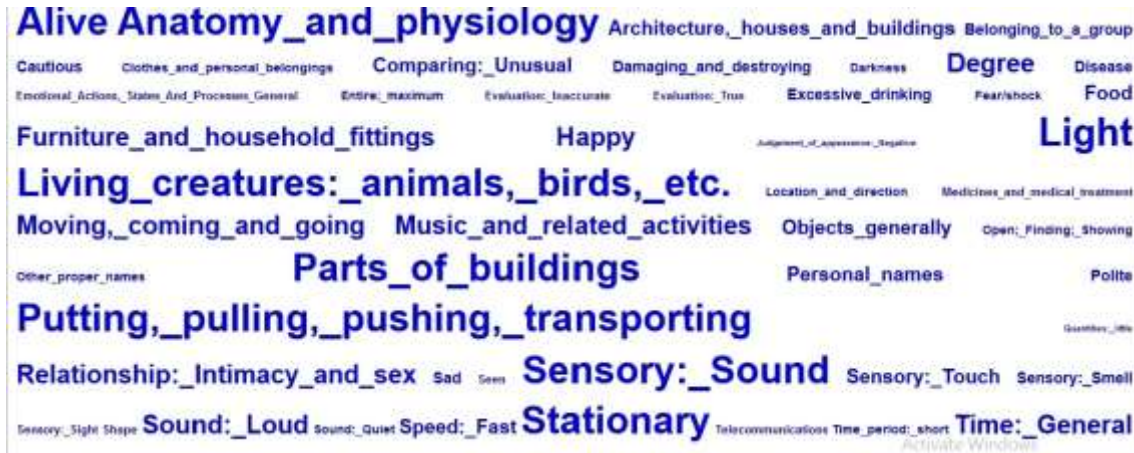 Alive Anatomy_and_physiology Architecture,_houses_and_buildings Belonging_to_a_group
Cautious Clothes_and_personal_belongings Comparing:_Unusual Damaging_and_destroying Darkness Degree Disease
Emotional_Actions,_States_And_Processes_General Entire;_maximum Evaluation:_Inaccurate Evaluation:_True Excessive_drinking Fear/shock Food
Furniture_and_household_fittings Happy Judgement_of_appearance:_Negative Light
Living_creatures:_animals,_birds,_etc. Location_and_direction Medicines_and_medical_treatment
Moving,_coming_and_going Music_and_related_activities Objects_generally Open;_Finding;_Showing
Other_proper_names Parts_of_buildings Personal_names Polite
Putting,_pulling,_pushing,_transporting Quantities:_little
Relationship:_Intimacy_and_sex Sad Seen Sensory:_Sound Sensory:_Touch Sensory:_Smell
Sensory:_Sight Shape Sound:_Loud Sound:_Quiet Speed:_Fast Stationary Telecommunications Time_period:_short Time:_General
Activate Windows